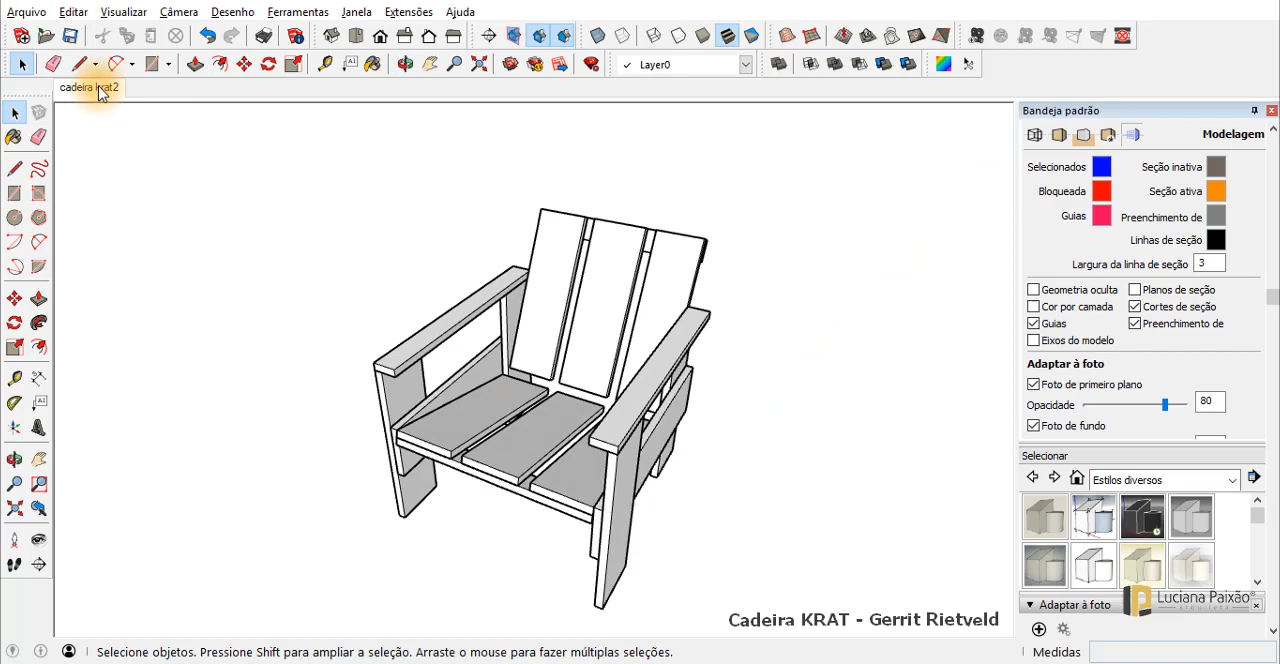 Arquivo Editar Visualizar Câmera Desenho Ferramentas Janela Extensões Ajuda
Layer0
cadeira krat2
Bandeja padrão
Modelagem
Selecionados Seção inativa
Bloqueada Seção ativa
Guias Preenchimento de
Linhas de seção
Largura da linha de seção 3
Geometria oculta Planos de seção
Cor por camada Cortes de seção
Guias Preenchimento de
Eixos do modelo
Adaptar à foto
Foto de primeiro plano
Opacidade 80
Foto de fundo
Selecionar
Estilos diversos
Luciana Paixão®
arquiteta
Adaptar à foto
Cadeira KRAT - Gerrit Rietveld
Selecione objetos. Pressione Shift para ampliar a seleção. Arraste o mouse para fazer múltiplas seleções.
Medidas